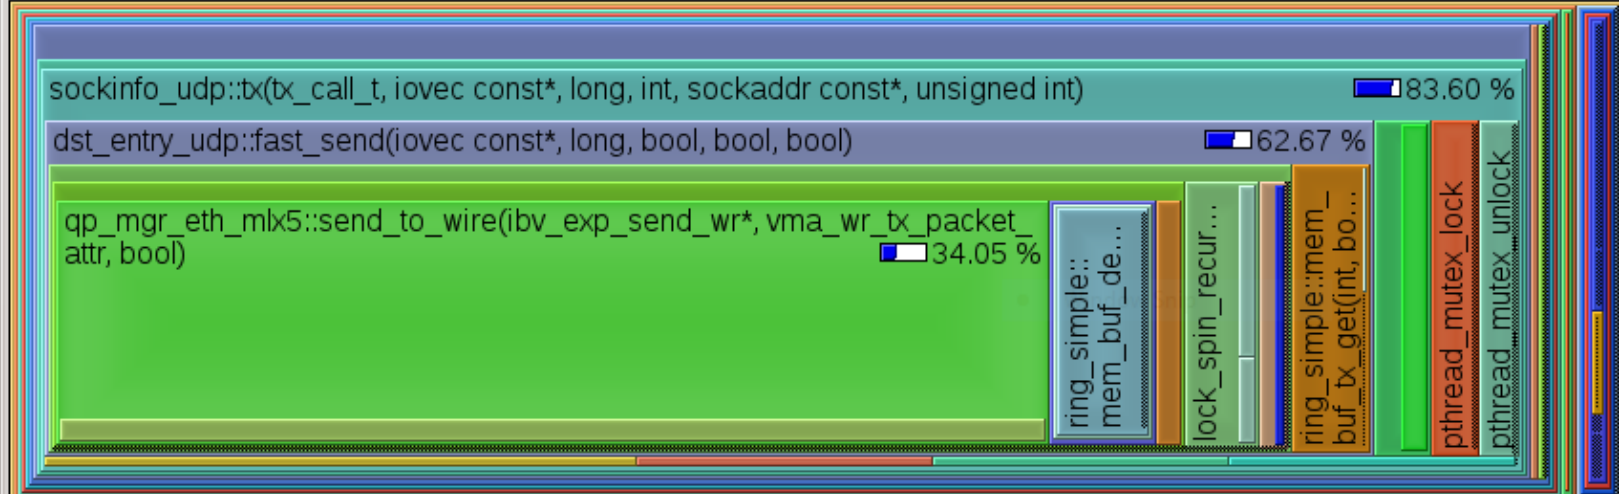 sockinfo_udp::tx(tx_call_t, iovec const*, long, int, sockaddr const*, unsigned int)
83.60 %
dst_entry_udp::fast_send(iovec const*, long, bool, bool, bool)
62.67 %
qp_mgr_eth_mlx5::send_to_wire(ibv_exp_send_wr*, vma_wr_tx_packet_
attr, bool)
34.05 %
ring_simple::
mem_buf_de...
lock_spin_recur...
ring_simple::mem_
buf_tx_get(int, bo...
pthread_mutex_lock
pthread_mutex_unlock